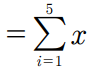 = \sum_{i=1}^{5} x